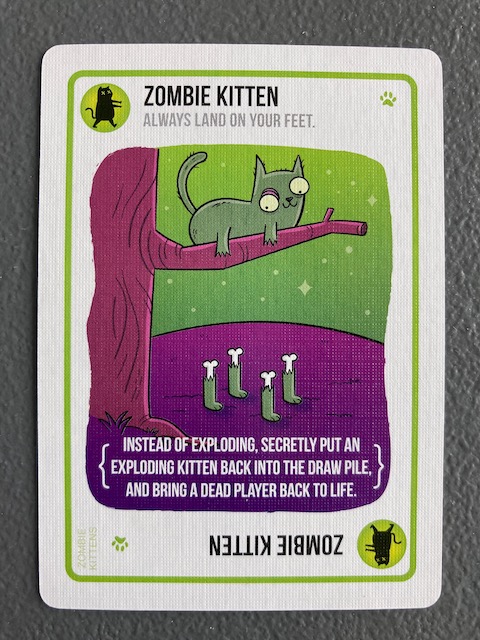 ZOMBIE KITTEN
ALWAYS LAND ON YOUR FEET.
INSTEAD OF EXPLODING, SECRETLY PUT AN
EXPLODING KITTEN BACK INTO THE DRAW PILE,
AND BRING A DEAD PLAYER BACK TO LIFE.
ZOMBIE
KITTENS
ZOMBIE KITTEN